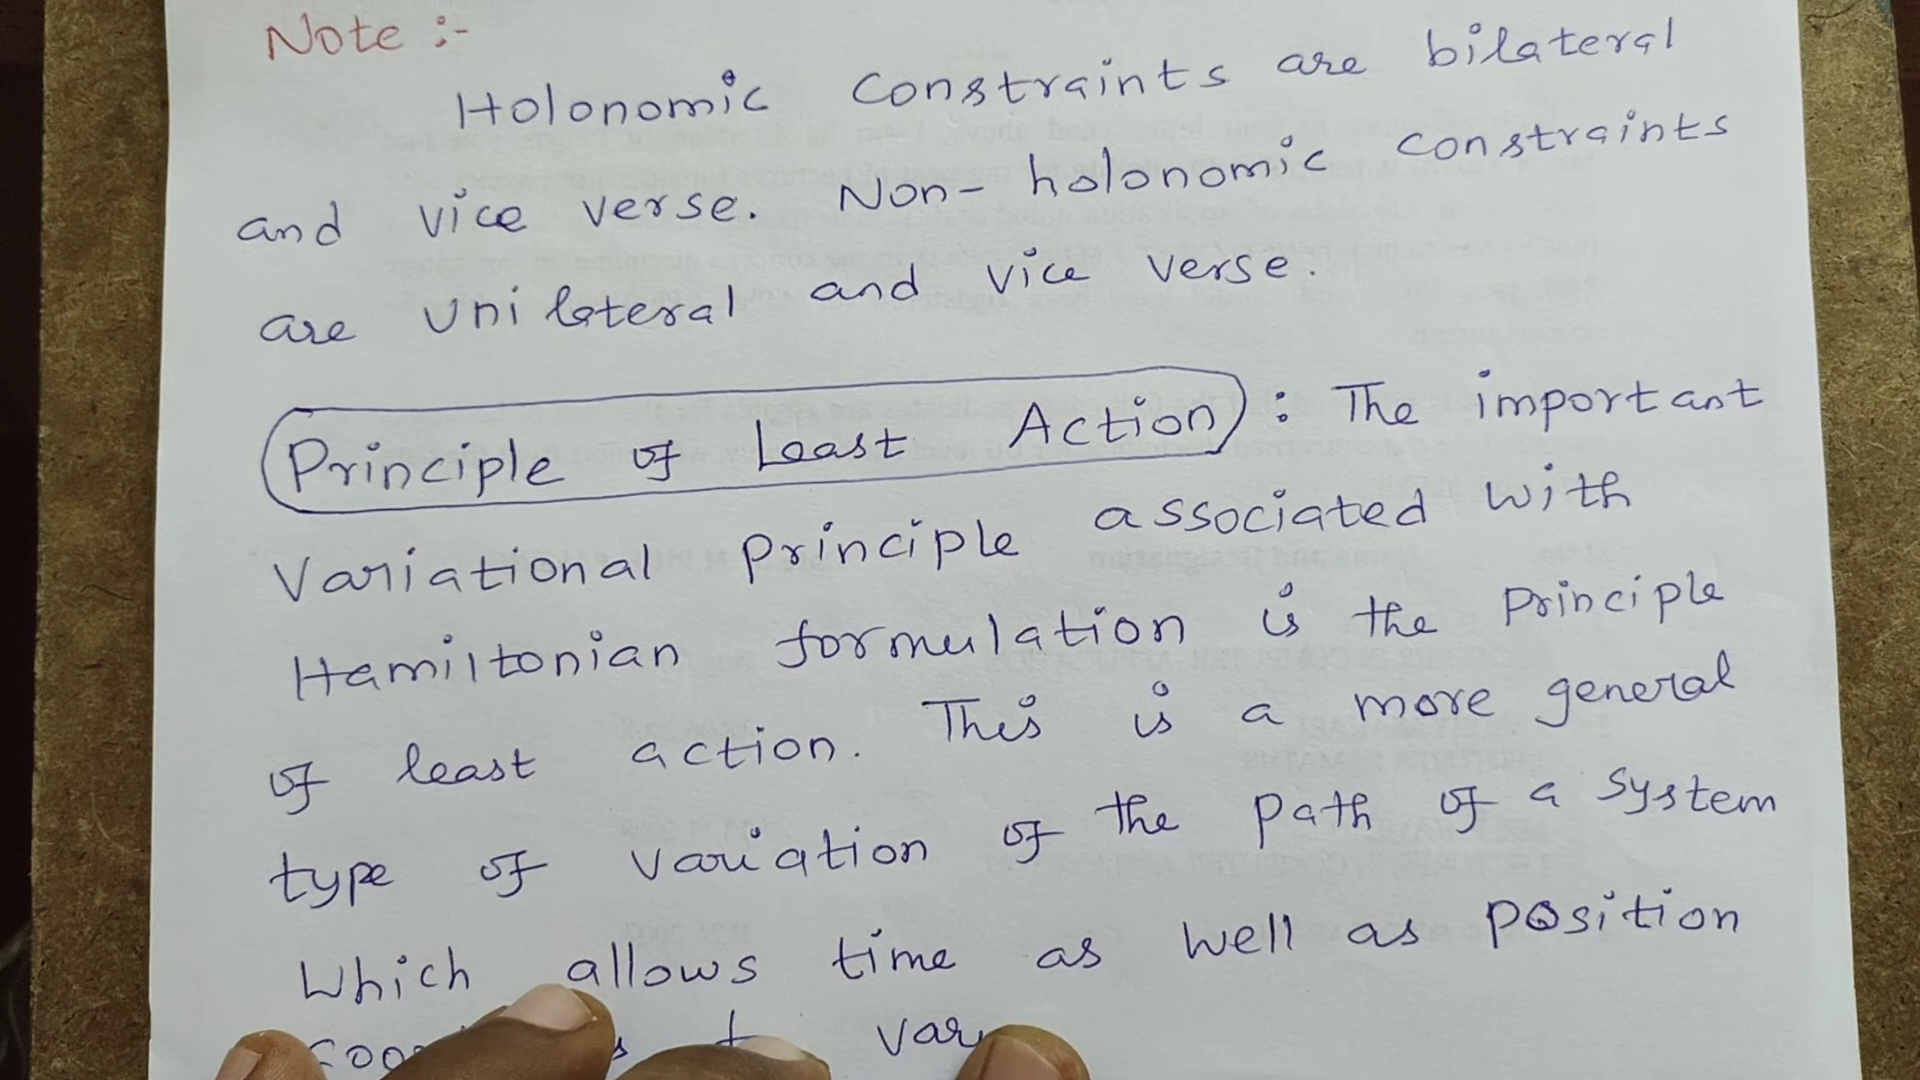 Note :-
Holonomic constraints are bilateral
and vice verse. Non-holonomic constraints
are Unilateral and vice verse.
Principle of Least Action : The important
Variational principle associated with
Hamiltonian formulation is the principle
of least action. This is a more general
type of variation of the path of a system
Which allows time as well as position